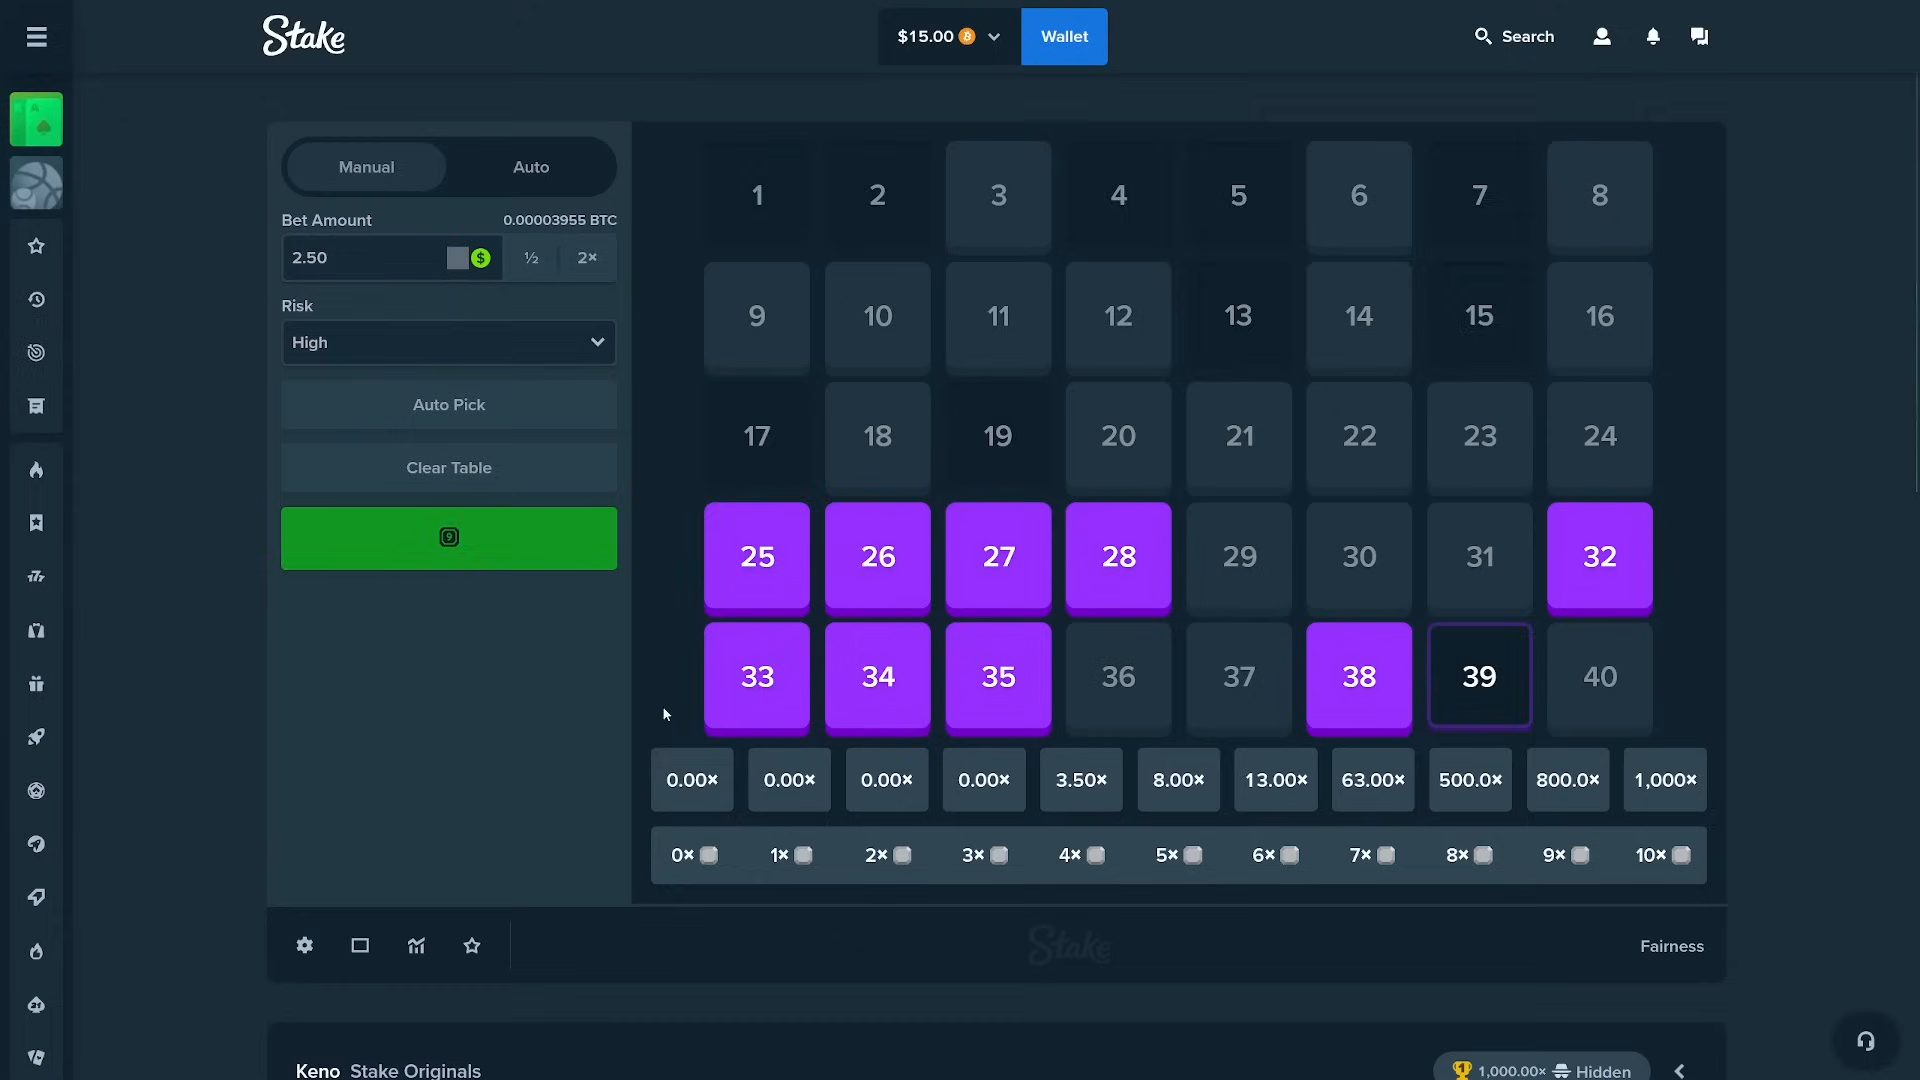 Stake
$15.00
Wallet
Search
Manual
Auto
Bet Amount
0.00003955 BTC
2.50
$
½
2×
Risk
High
Auto Pick
Clear Table
9
1 2 3 4 5 6 7 8
9 10 11 12 13 14 15 16
17 18 19 20 21 22 23 24
25 26 27 28 29 30 31 32
33 34 35 36 37 38 39 40
0.00× 0.00× 0.00× 0.00× 3.50× 8.00× 13.00× 63.00× 500.0× 800.0× 1,000×
0× 1× 2× 3× 4× 5× 6× 7× 8× 9× 10×
Stake
Fairness
Keno Stake Originals
1
1,000.00×
Hidden
A
21